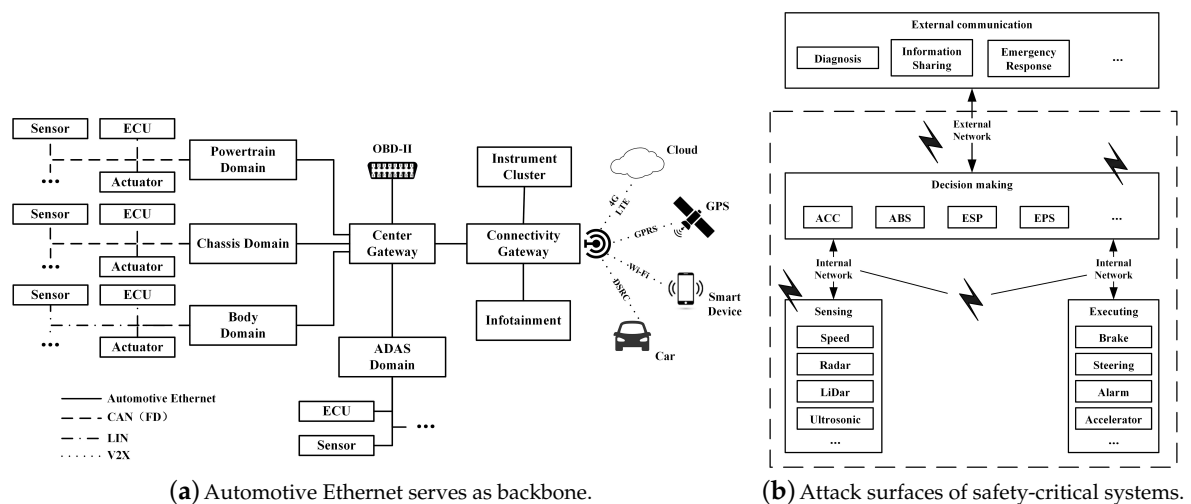 Sensor
ECU
Powertrain
Domain
...
Actuator
Sensor
ECU
Chassis Domain
...
Actuator
Sensor
ECU
Body
Domain
...
Actuator
OBD-II
Center
Gateway
ADAS
Domain
ECU
Sensor
...
Instrument
Cluster
Connectivity
Gateway
Infotainment
Cloud
4G
LTE
GPS
GPRS
Wi-Fi
Smart
Device
DSRC
Car
Automotive Ethernet
CAN（FD）
LIN
V2X
(a) Automotive Ethernet serves as backbone.
External communication
Diagnosis
Information
Sharing
Emergency
Response
...
External
Network
Decision making
ACC
ABS
ESP
EPS
...
Internal
Network
Internal
Network
Sensing
Speed
Radar
LiDar
Ultrasonic
...
Executing
Brake
Steering
Alarm
Accelerator
...
(b) Attack surfaces of safety-critical systems.